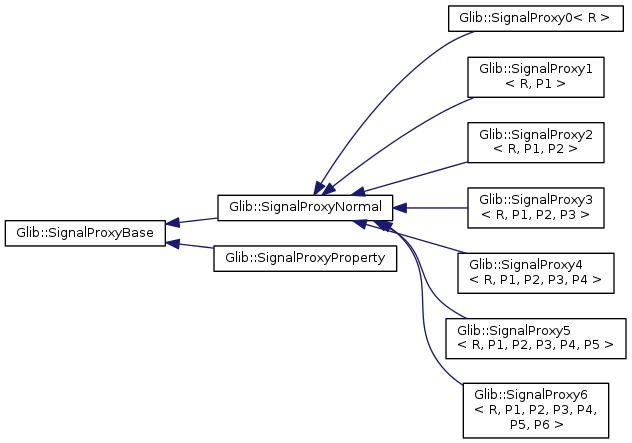 Glib::SignalProxy0< R >
Glib::SignalProxy1
< R, P1 >
Glib::SignalProxy2
< R, P1, P2 >
Glib::SignalProxyNormal
Glib::SignalProxy3
< R, P1, P2, P3 >
Glib::SignalProxyBase
Glib::SignalProxyProperty
Glib::SignalProxy4
< R, P1, P2, P3, P4 >
Glib::SignalProxy5
< R, P1, P2, P3, P4, P5 >
Glib::SignalProxy6
< R, P1, P2, P3, P4,
P5, P6 >